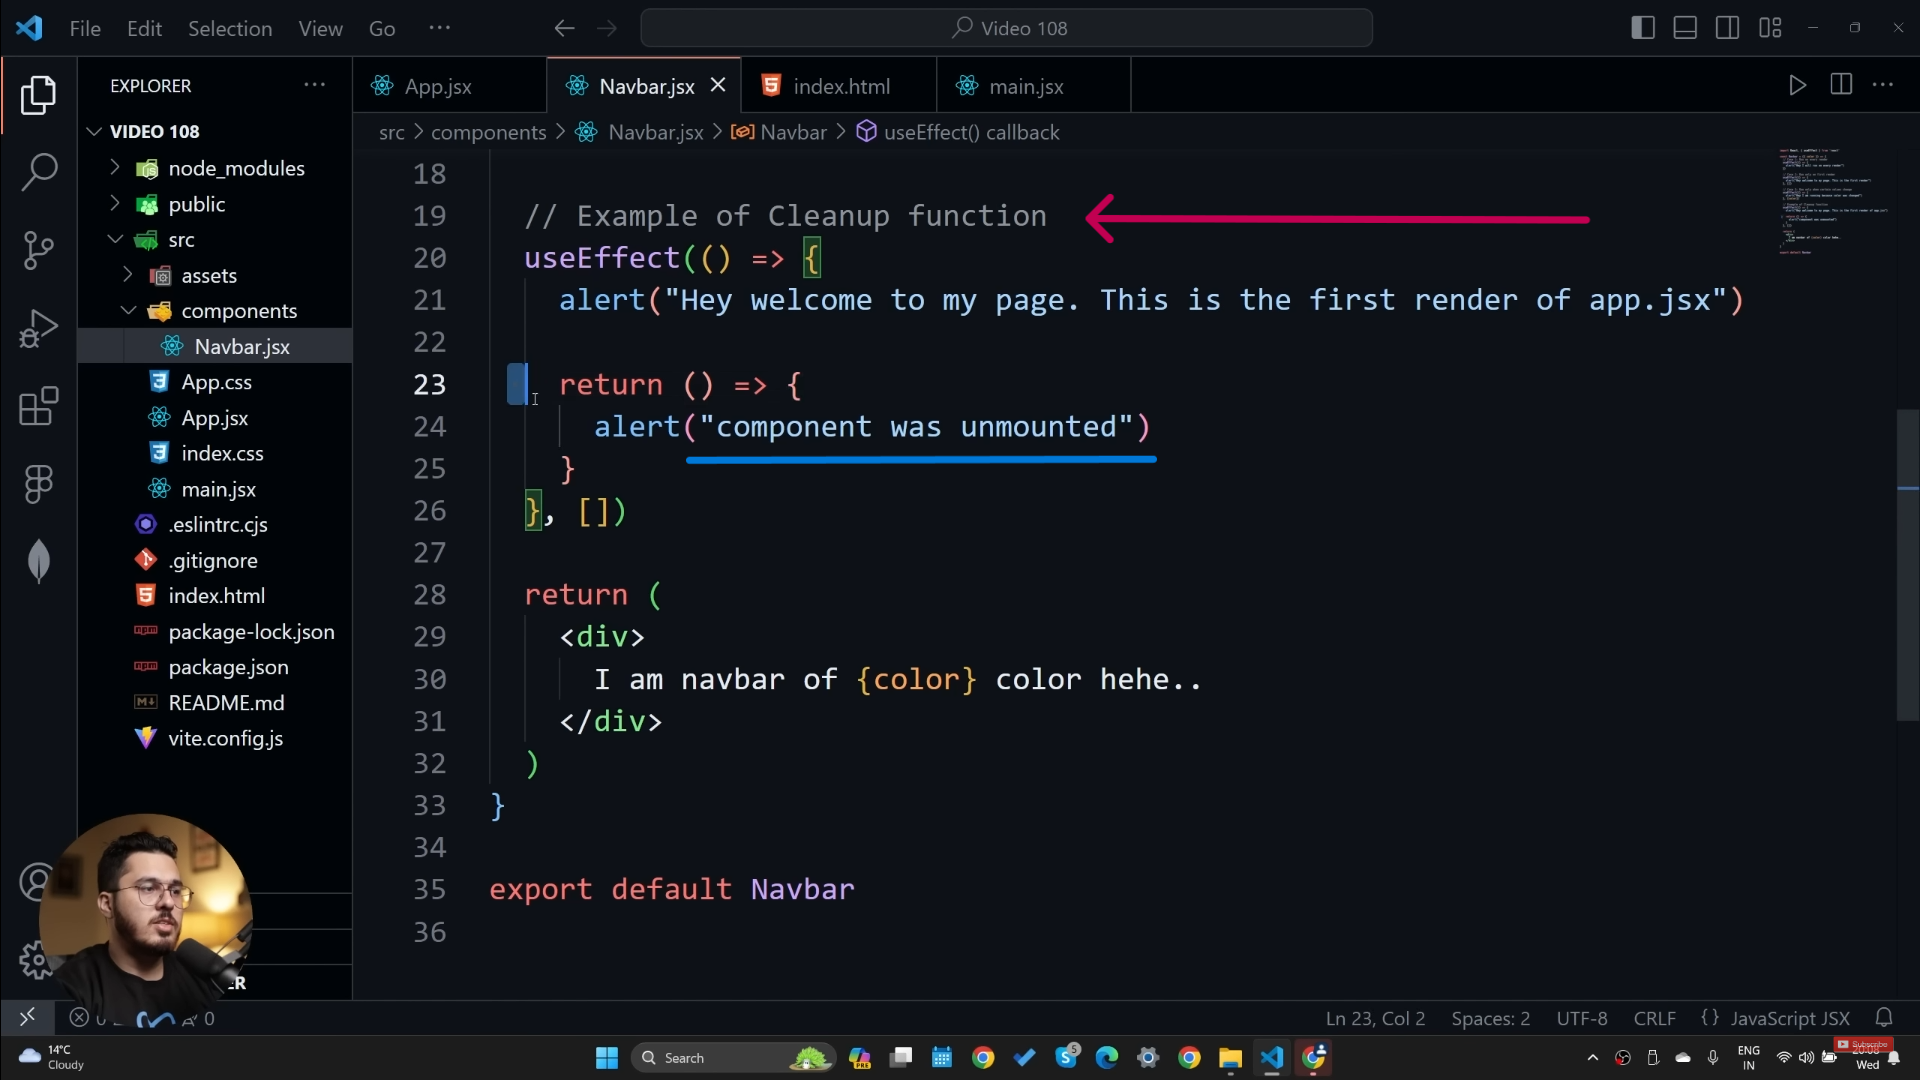 File Edit Selection View Go ···
Video 108
EXPLORER ···
App.jsx
Navbar.jsx
index.html
main.jsx
src > components > Navbar.jsx > Navbar > useEffect() callback
VIDEO 108
node_modules
public
src
assets
components
Navbar.jsx
App.css
App.jsx
index.css
main.jsx
.eslintrc.cjs
.gitignore
index.html
package-lock.json
package.json
README.md
vite.config.js
18
19 // Example of Cleanup function
20 useEffect(() => {
21 alert("Hey welcome to my page. This is the first render of app.jsx")
22
23 return () => {
24 alert("component was unmounted")
25 }
26 }, [])
27
28 return (
29 <div>
30 I am navbar of {color} color hehe..
31 </div>
32 )
33 }
34
35 export default Navbar
36
0
Ln 23, Col 2 Spaces: 2 UTF-8 CRLF {} JavaScript JSX
14°C
Cloudy
Search
PRE
5
ENG
IN
Subscribe
Wed